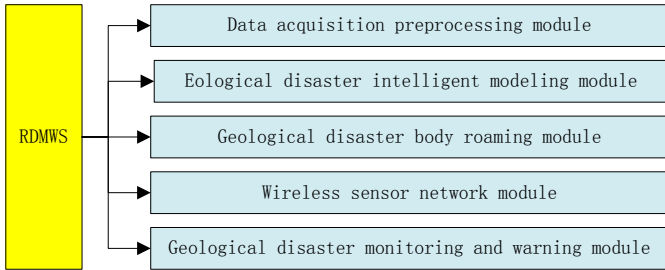 RDMWS
Data acquisition preprocessing module
Eological disaster intelligent modeling module
Geological disaster body roaming module
Wireless sensor network module
Geological disaster monitoring and warning module